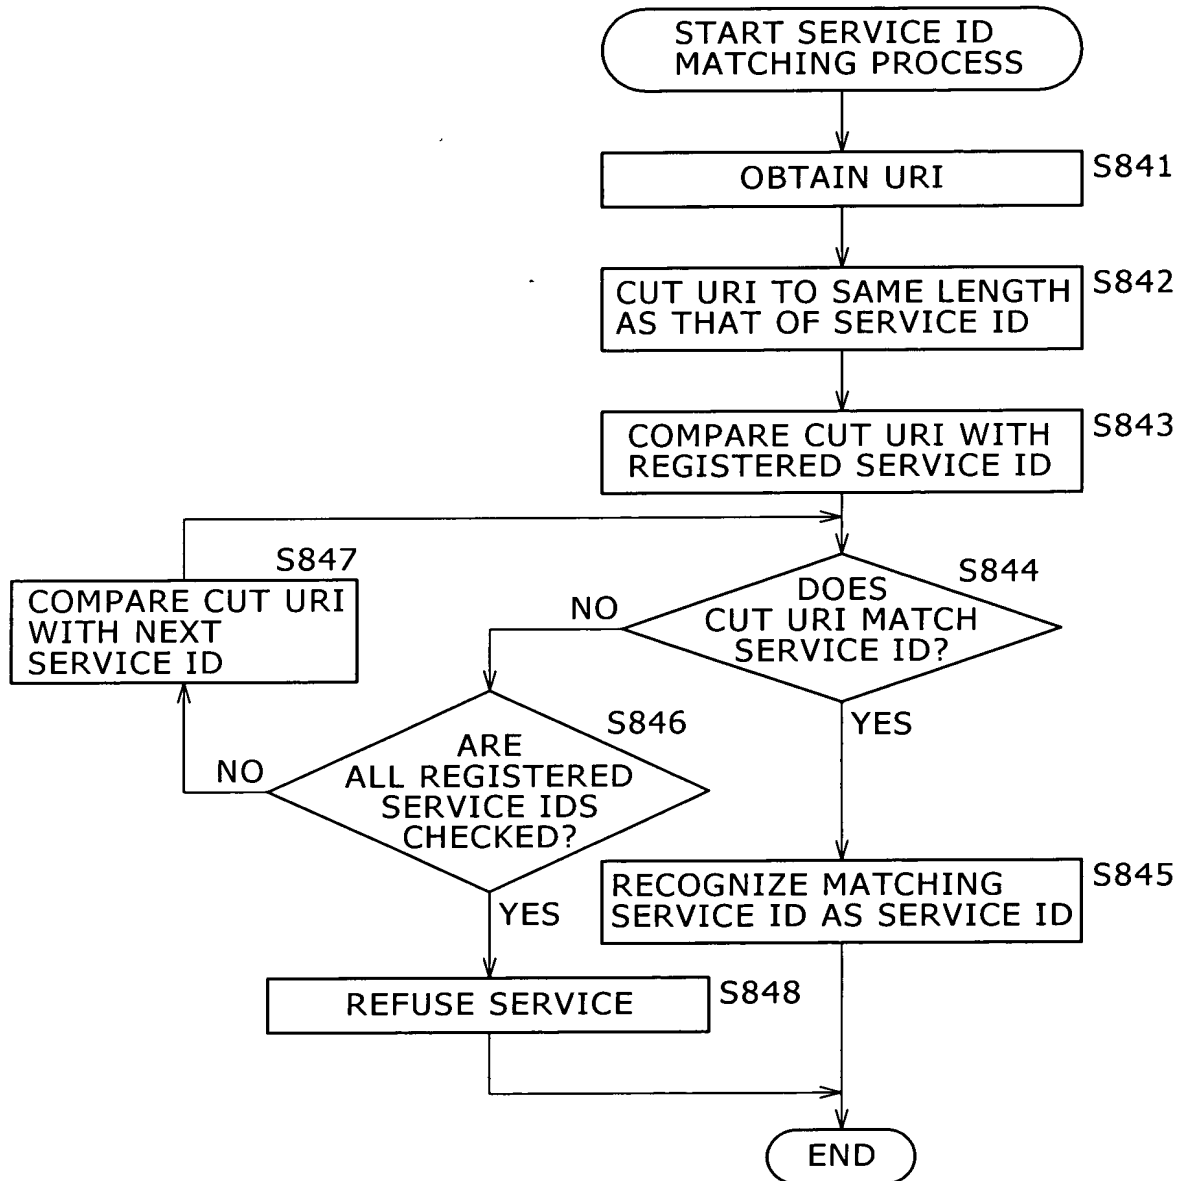 START SERVICE ID
MATCHING PROCESS
OBTAIN URI
S841
CUT URI TO SAME LENGTH
AS THAT OF SERVICE ID
S842
COMPARE CUT URI WITH
REGISTERED SERVICE ID
S843
S847
COMPARE CUT URI
WITH NEXT
SERVICE ID
S844
DOES
CUT URI MATCH
SERVICE ID?
NO
YES
S846
ARE
ALL REGISTERED
SERVICE IDS
CHECKED?
NO
YES
RECOGNIZE MATCHING
SERVICE ID AS SERVICE ID
S845
REFUSE SERVICE
S848
END